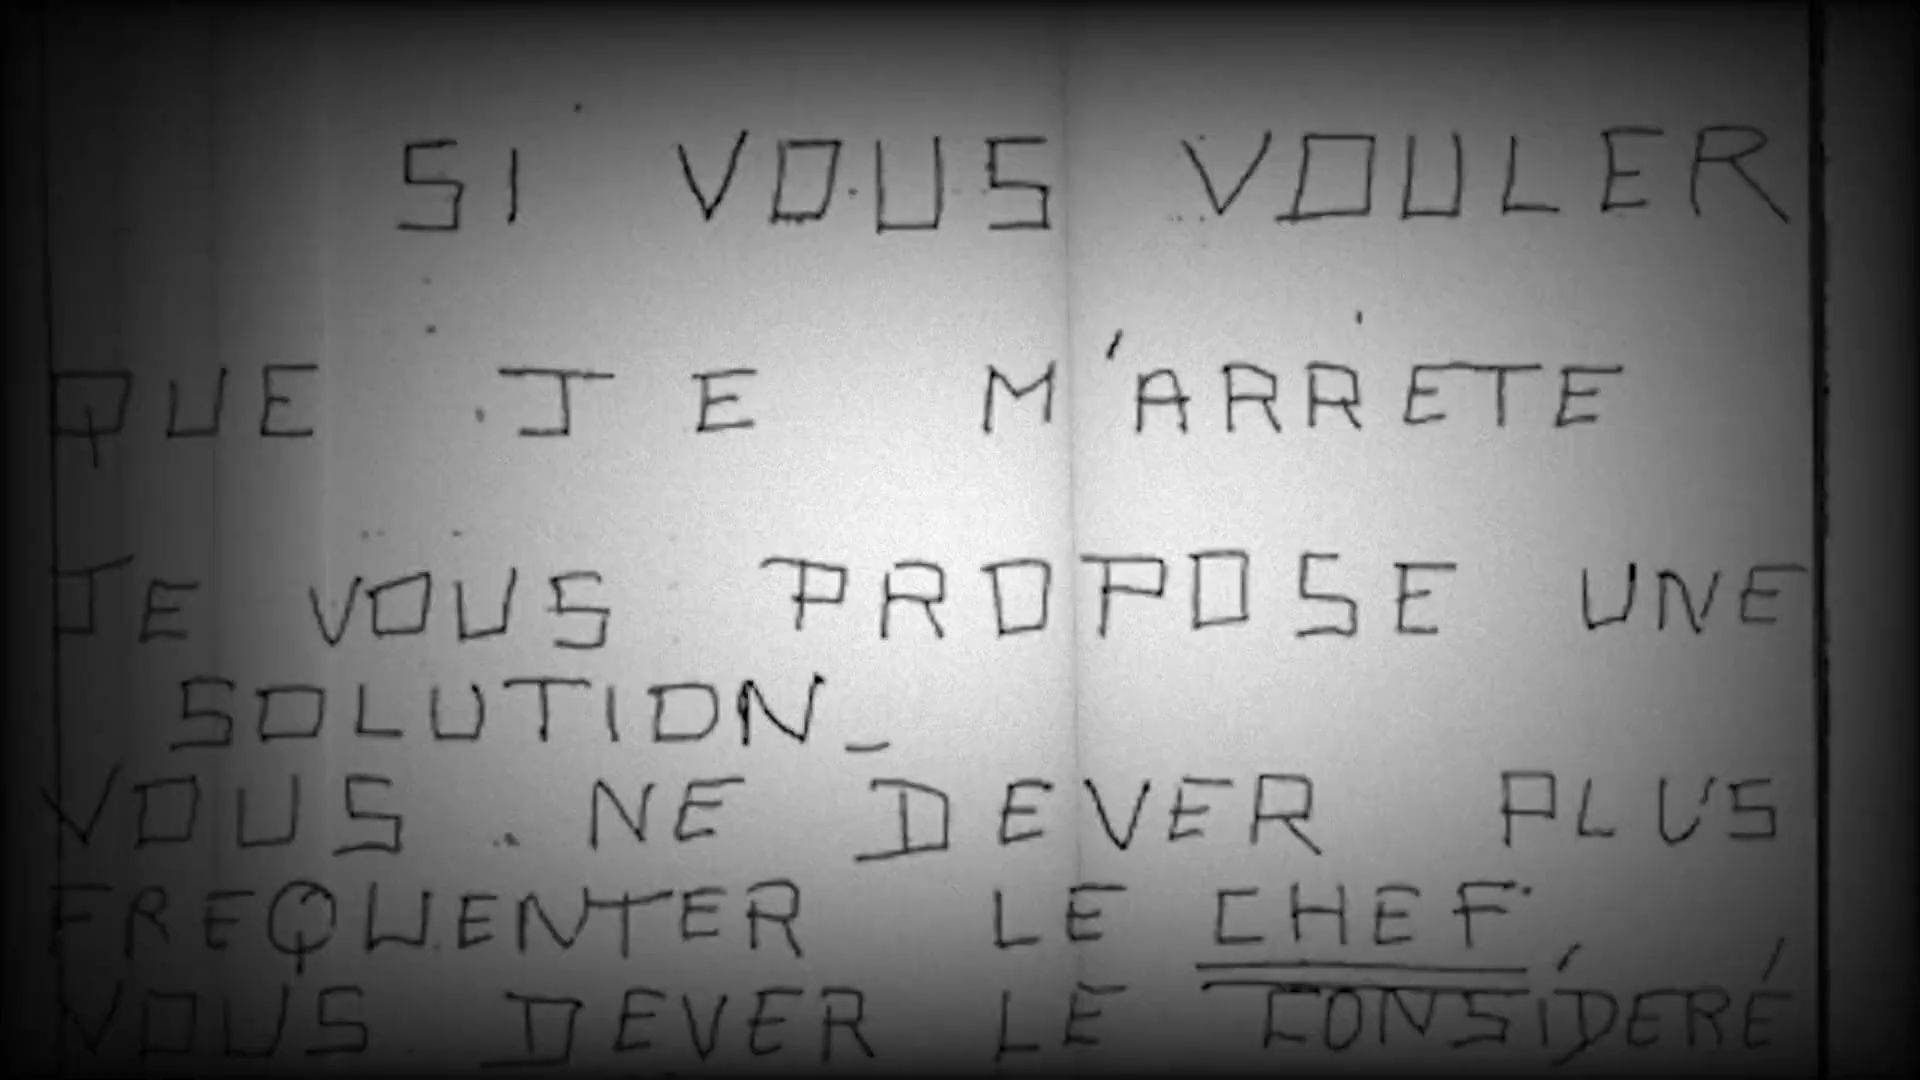 SI VOUS VOULER
QUE JE M'ARRETE
JE VOUS PROPOSE UNE
SOLUTION_
VOUS NE DEVER PLUS
FREQUENTER LE CHEF,
VOUS DEVER LE CONSIDERÉ